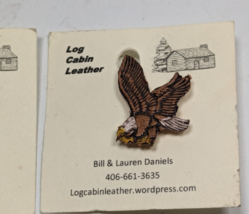 Log
Cabin
Leather
Bill & Lauren Daniels
406-661-3635
Logcabinleather.wordpress.com